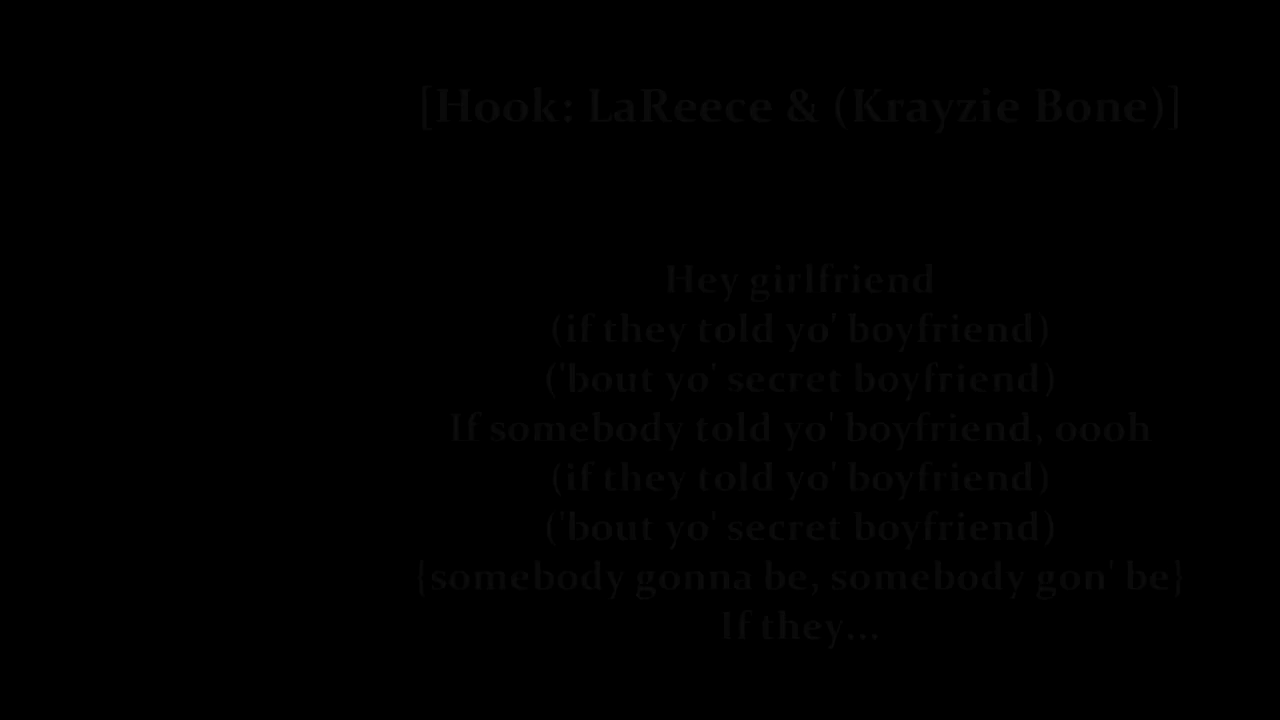 [Hook: LaReece & (Krayzie Bone)]
Hey girlfriend
(if they told yo' boyfriend)
('bout yo' secret boyfriend)
If somebody told yo' boyfriend, oooh
(if they told yo' boyfriend)
('bout yo' secret boyfriend)
{somebody gonna be, somebody gon' be}
If they...